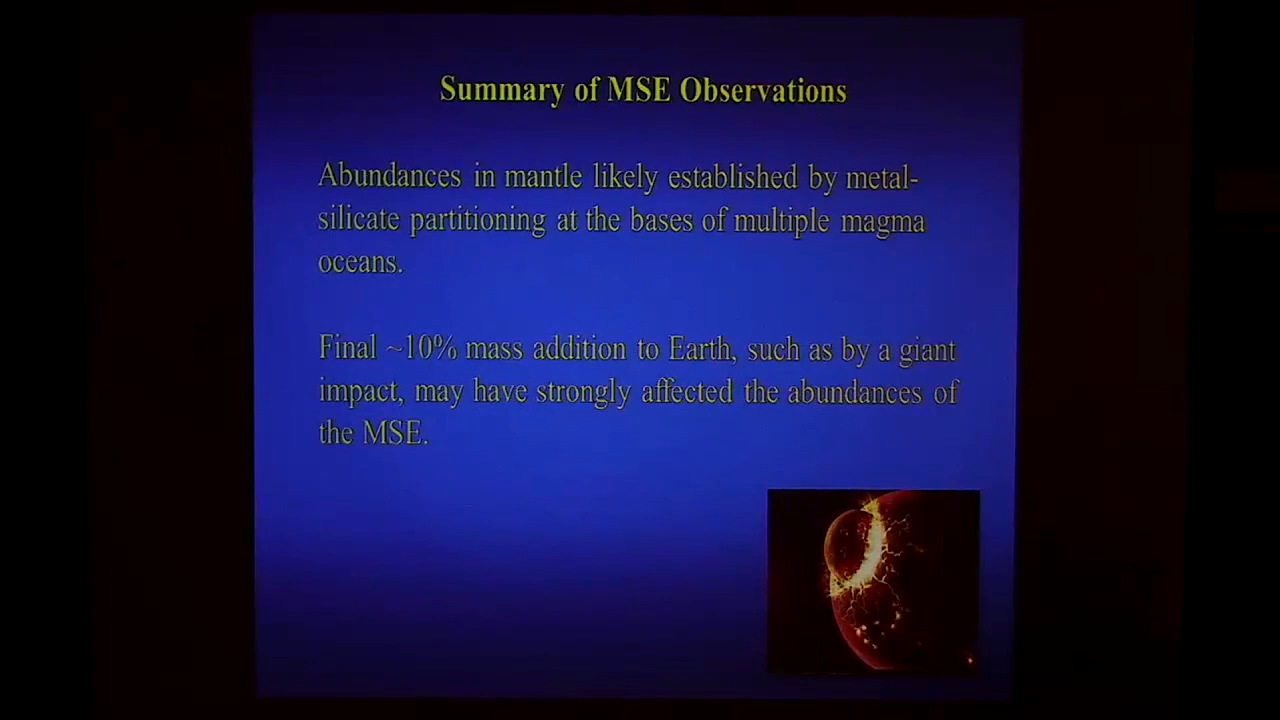 Summary of MSE Observations
Abundances in mantle likely established by metal-
silicate partitioning at the bases of multiple magma
oceans.
Final ~10% mass addition to Earth, such as by a giant
impact, may have strongly affected the abundances of
the MSE.